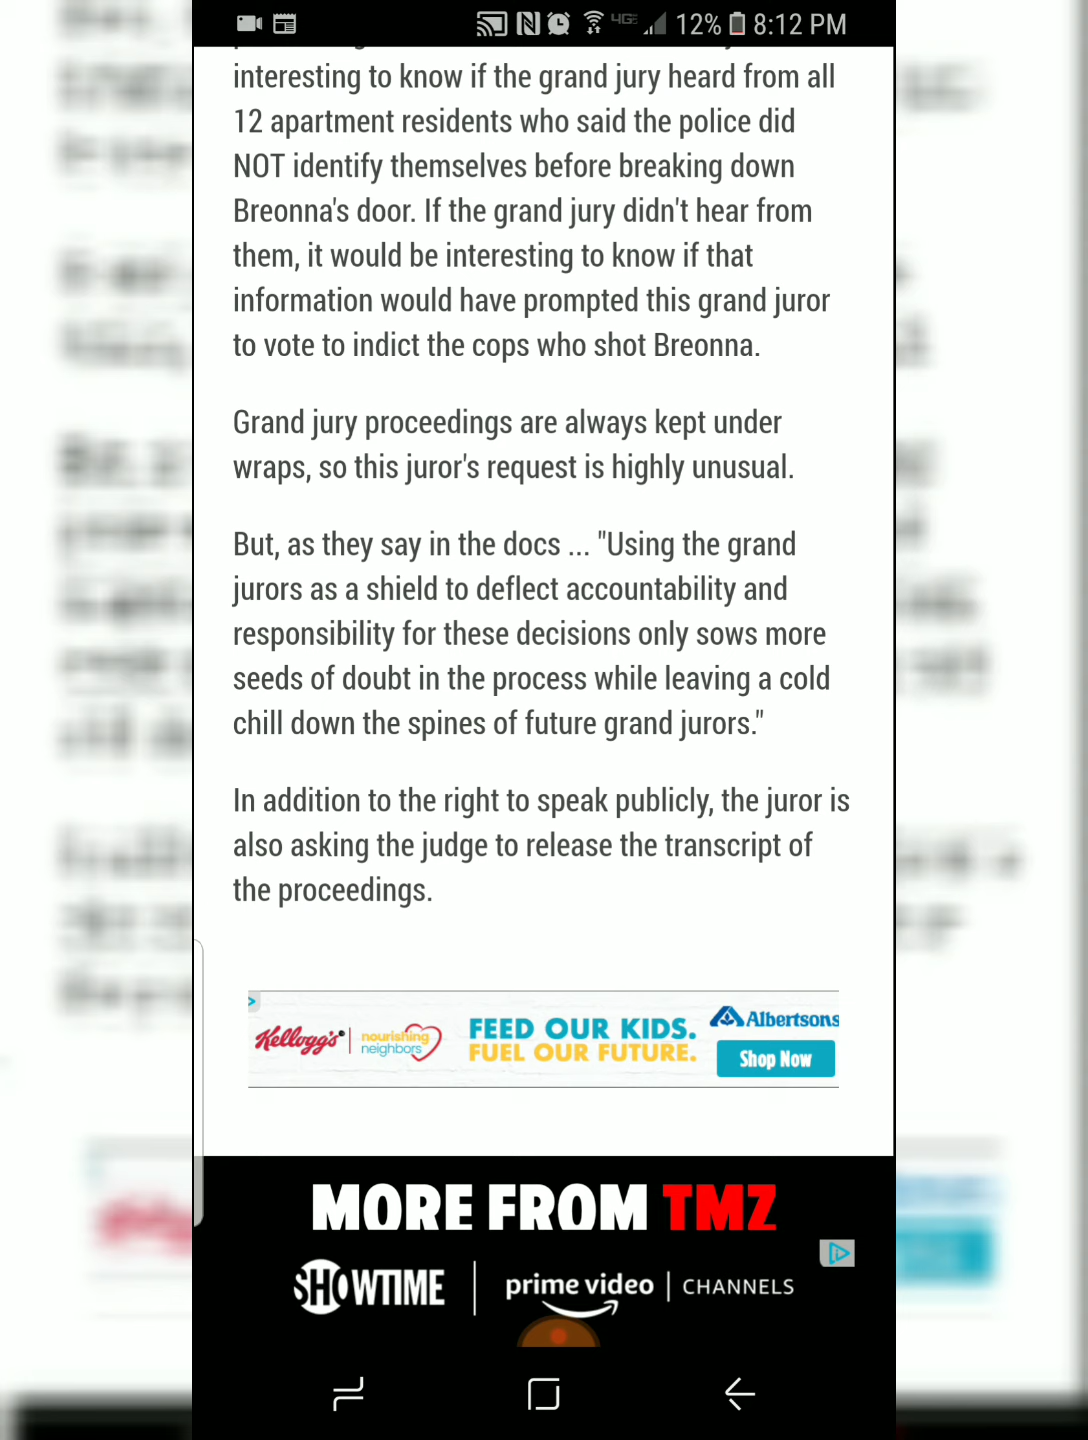 12% 8:12 PM
interesting to know if the grand jury heard from all
12 apartment residents who said the police did
NOT identify themselves before breaking down
Breonna's door. If the grand jury didn't hear from
them, it would be interesting to know if that
information would have prompted this grand juror
to vote to indict the cops who shot Breonna.
Grand jury proceedings are always kept under
wraps, so this juror's request is highly unusual.
But, as they say in the docs ... "Using the grand
jurors as a shield to deflect accountability and
responsibility for these decisions only sows more
seeds of doubt in the process while leaving a cold
chill down the spines of future grand jurors."
In addition to the right to speak publicly, the juror is
also asking the judge to release the transcript of
the proceedings.
Kellogg's nourishing neighbors
FEED OUR KIDS.
FUEL OUR FUTURE.
Albertsons
Shop Now
MORE FROM TMZ
SHOWTIME prime video CHANNELS